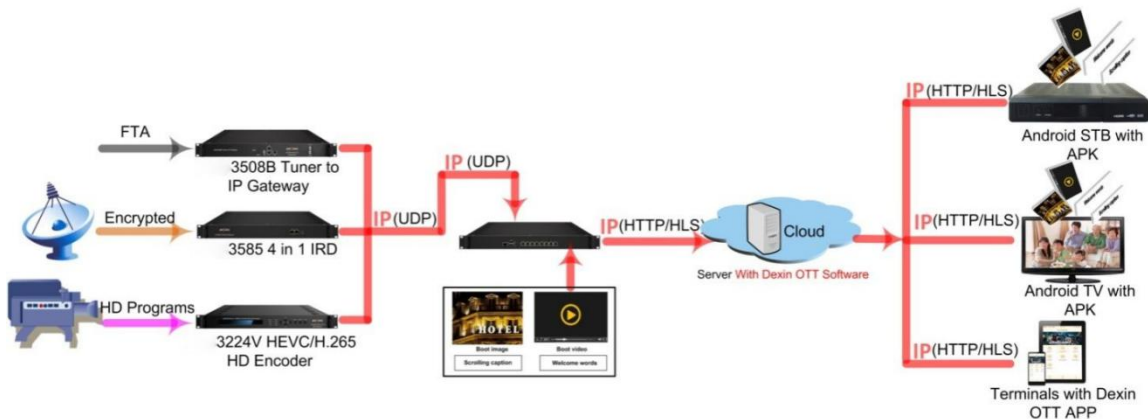 FTA
3508B Tuner to
IP Gateway
Encrypted
3585 4 in 1 IRD
HD Programs
3224V HEVC/H.265
HD Encoder
IP (UDP)
IP (UDP)
HOTEL
Boot image
Boot video
Scrolling caption
Welcome words
IP (HTTP/HLS)
Cloud
Server With Dexin OTT Software
IP (HTTP/HLS)
Android STB with
APK
IP (HTTP/HLS)
Android TV with
APK
IP (HTTP/HLS)
Terminals with Dexin
OTT APP